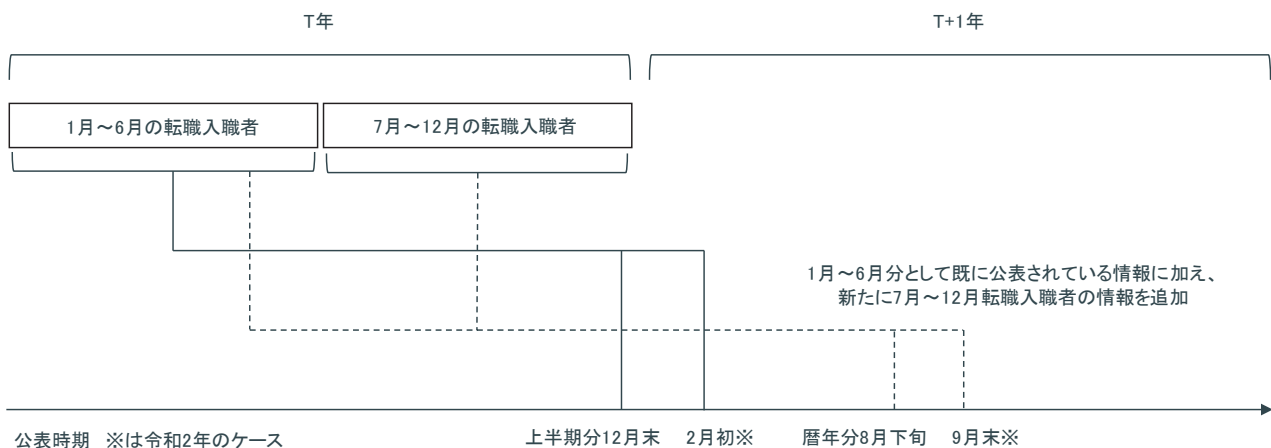 T年
T+1年
1月～6月の転職入職者
7月～12月の転職入職者
1月～6月分として既に公表されている情報に加え、
新たに7月～12月転職入職者の情報を追加
公表時期　※は令和2年のケース
上半期分12月末
2月初※
暦年分8月下旬
9月末※